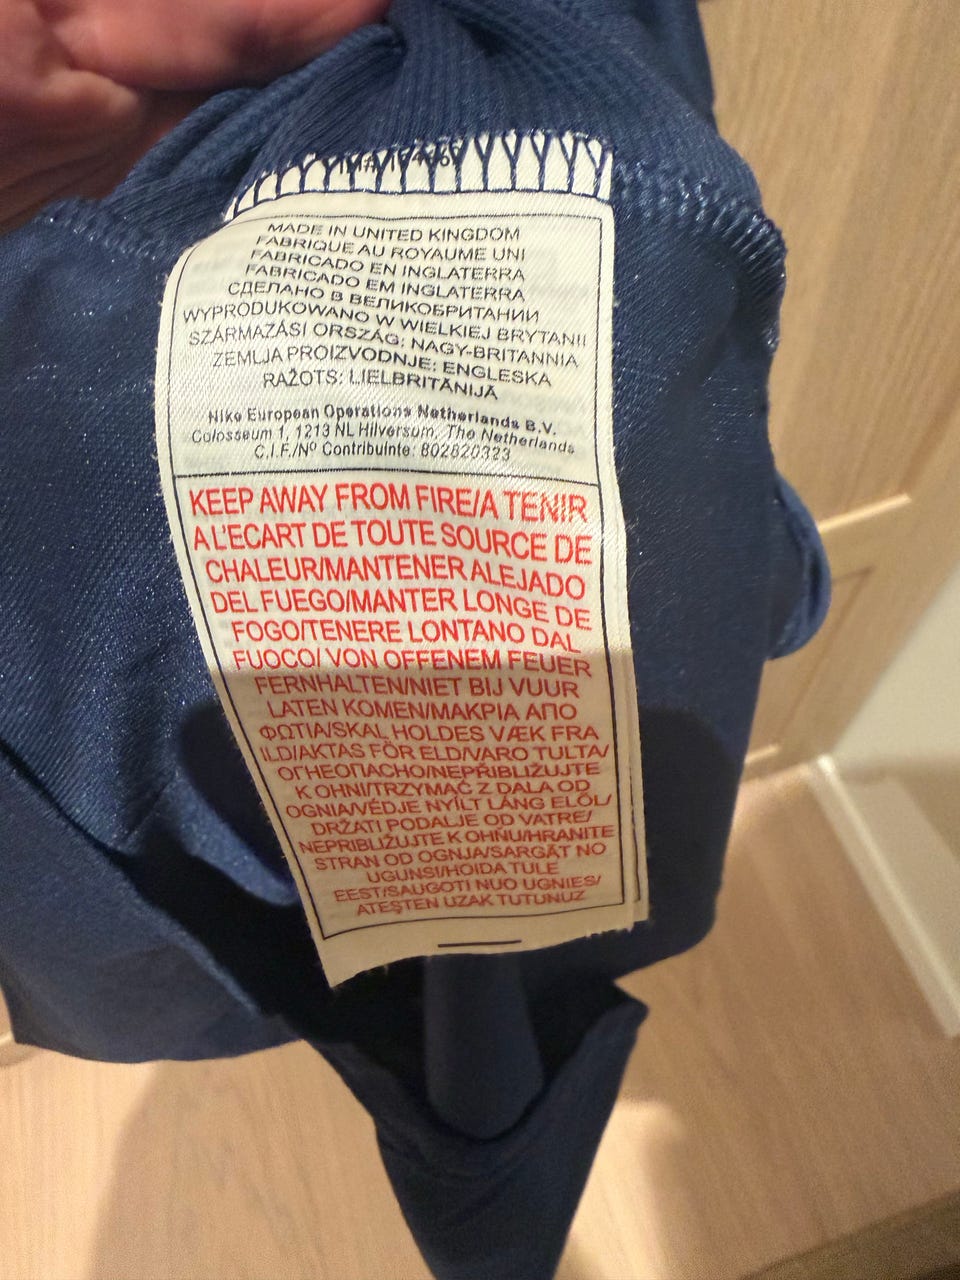 MADE IN UNITED KINGDOM
FABRIQUE AU ROYAUME UNI
FABRICADO EN INGLATERRA
FABRICADO EM INGLATERRA
СДЕЛАНО В ВЕЛИКОБРИТАНИИ
WYPRODUKOWANO W WIELKIEJ BRYTANII
SZÁRMAZÁSI ORSZÁG: NAGY-BRITANNIA
ZEMLJA PROIZVODNJE: ENGLESKA
RAŽOTS: LIELBRITĀNIJĀ
Nike European Operations Netherlands B.V.
Colosseum 1, 1213 NL Hilversum, The Netherlands
C.I.F./Nº Contribuinte: 802820323
KEEP AWAY FROM FIRE/A TENIR
A L'ECART DE TOUTE SOURCE DE
CHALEUR/MANTENER ALEJADO
DEL FUEGO/MANTER LONGE DE
FOGO/TENERE LONTANO DAL
FUOCO/ VON OFFENEM FEUER
FERNHALTEN/NIET BIJ VUUR
LATEN KOMEN/ΜΑΚΡΙΑ ΑΠΟ
ΦΩΤΙΑ/SKAL HOLDES VÆK FRA
ILD/AKTAS FÖR ELD/VARO TULTA/
ОГНЕОПАСНО/NEPŘIBLIŽUJTE
K OHNI/TRZYMAĆ Z DALA OD
OGNIA/VÉDJE NYÍLT LÁNG ELŐL/
DRŽATI PODALJE OD VATRE/
NEPRIBLIŽUJTE K OHŇU/HRANITE
STRAN OD OGNJA/SARGĀT NO
UGUNSI/HOIDA TULE
EEST/SAUGOTI NUO UGNIES/
ATEŞTEN UZAK TUTUNUZ